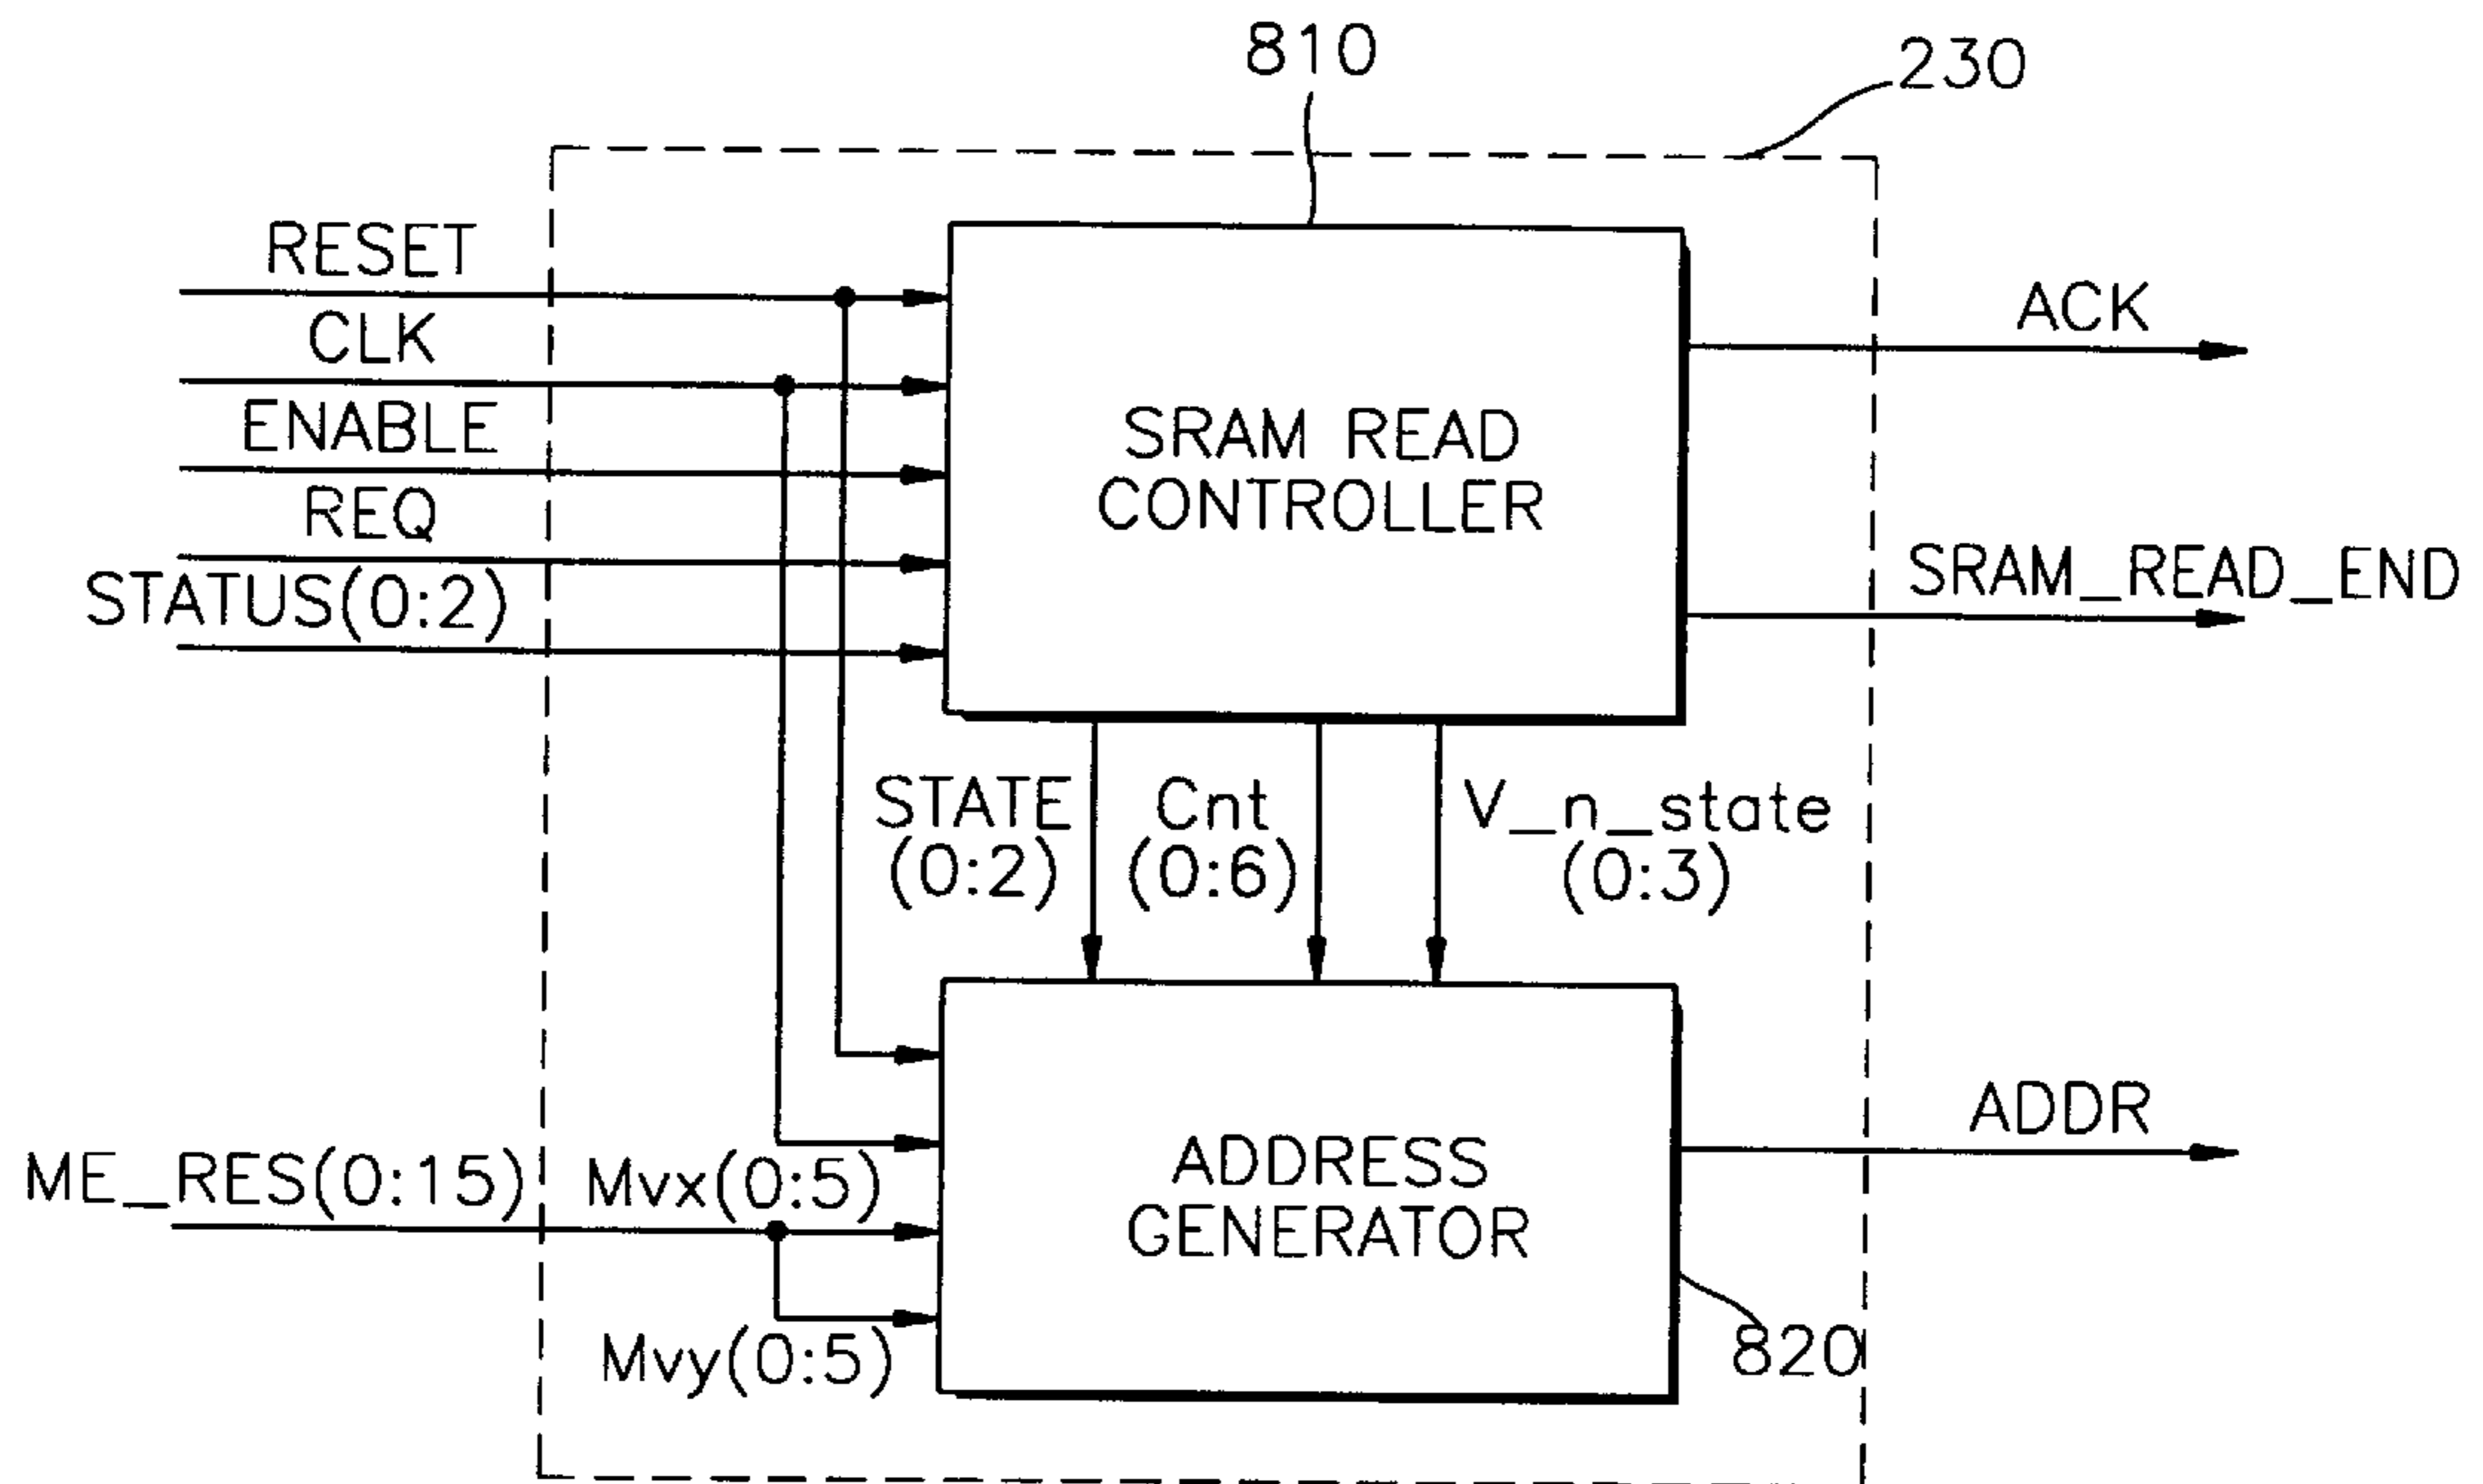 810
230
RESET
CLK
ENABLE
REQ
STATUS(0:2)
SRAM READ
CONTROLLER
ACK
SRAM_READ_END
STATE
(0:2)
Cnt
(0:6)
V_n_state
(0:3)
ME_RES(0:15)
Mvx(0:5)
Mvy(0:5)
ADDRESS
GENERATOR
ADDR
820